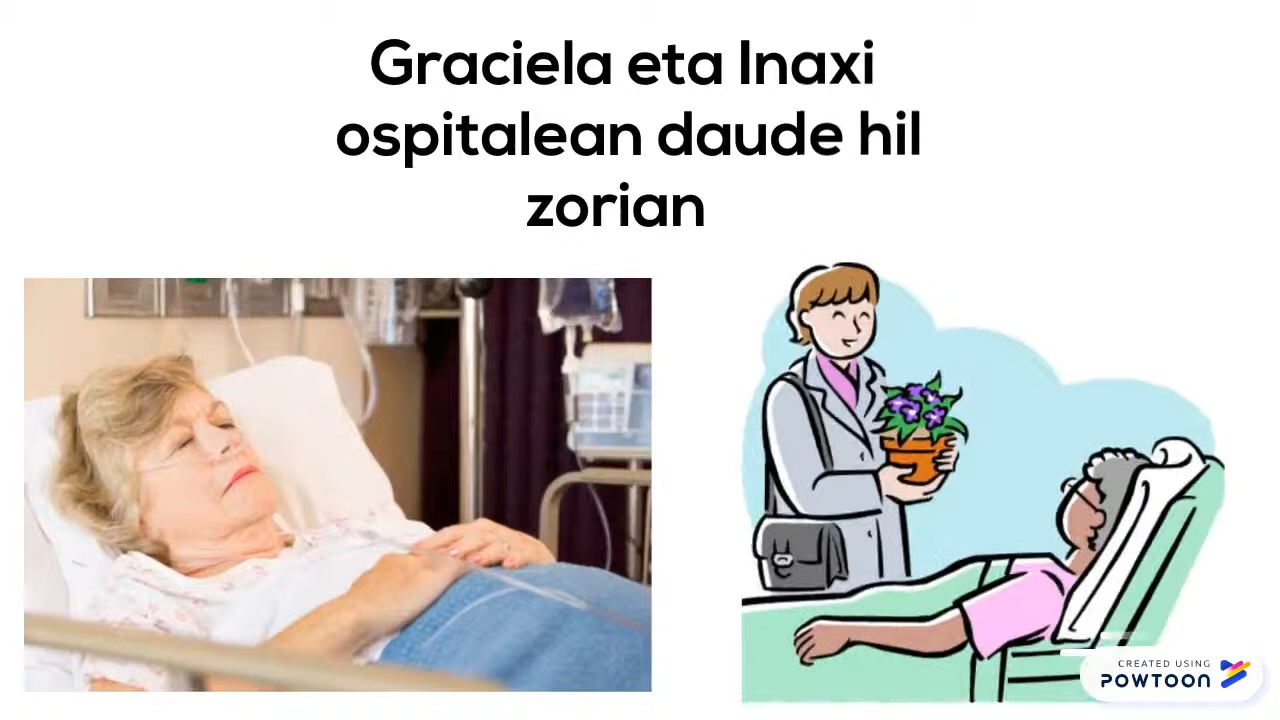 Graciela eta Inaxi
ospitalean daude hil
zorian
CREATED USING
POWTOON